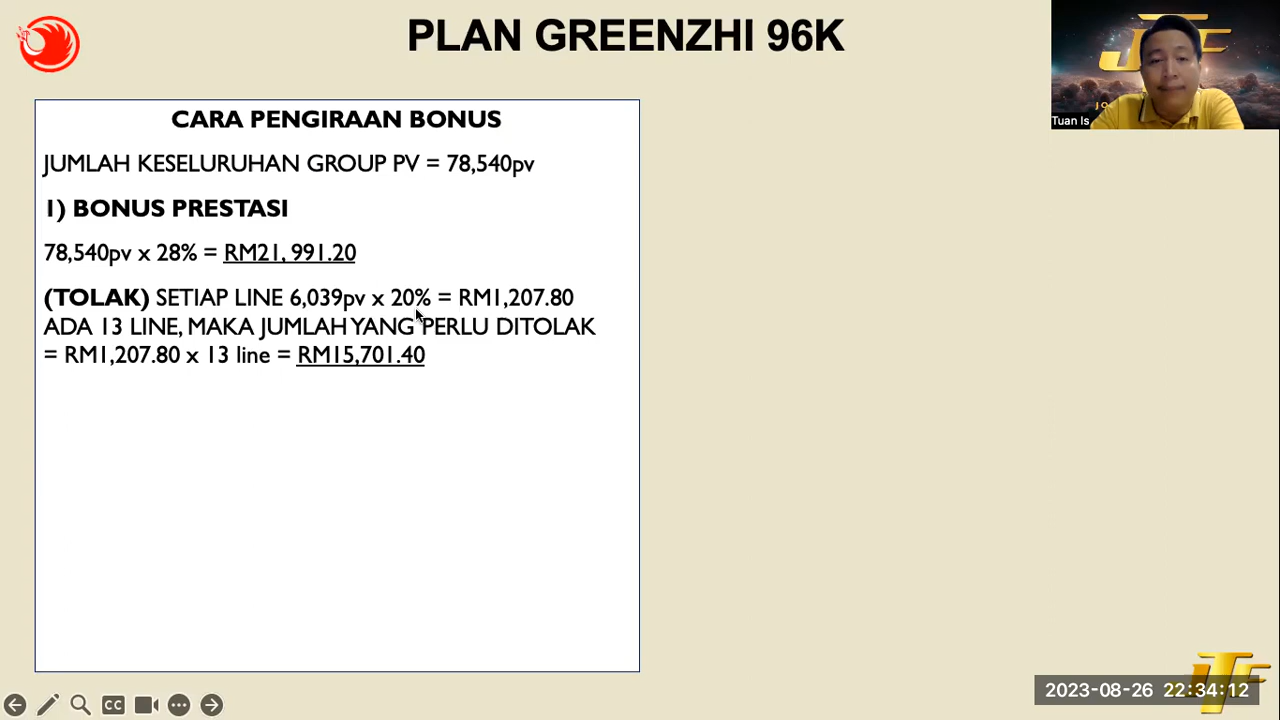 PLAN GREENZHI 96K
Tuan Is
CARA PENGIRAAN BONUS
JUMLAH KESELURUHAN GROUP PV = 78,540pv
1) BONUS PRESTASI
78,540pv x 28% = RM21, 991.20
(TOLAK) SETIAP LINE 6,039pv x 20% = RM1,207.80
ADA 13 LINE, MAKA JUMLAH YANG PERLU DITOLAK
= RM1,207.80 x 13 line = RM15,701.40
CC
2023-08-26 22:34:12